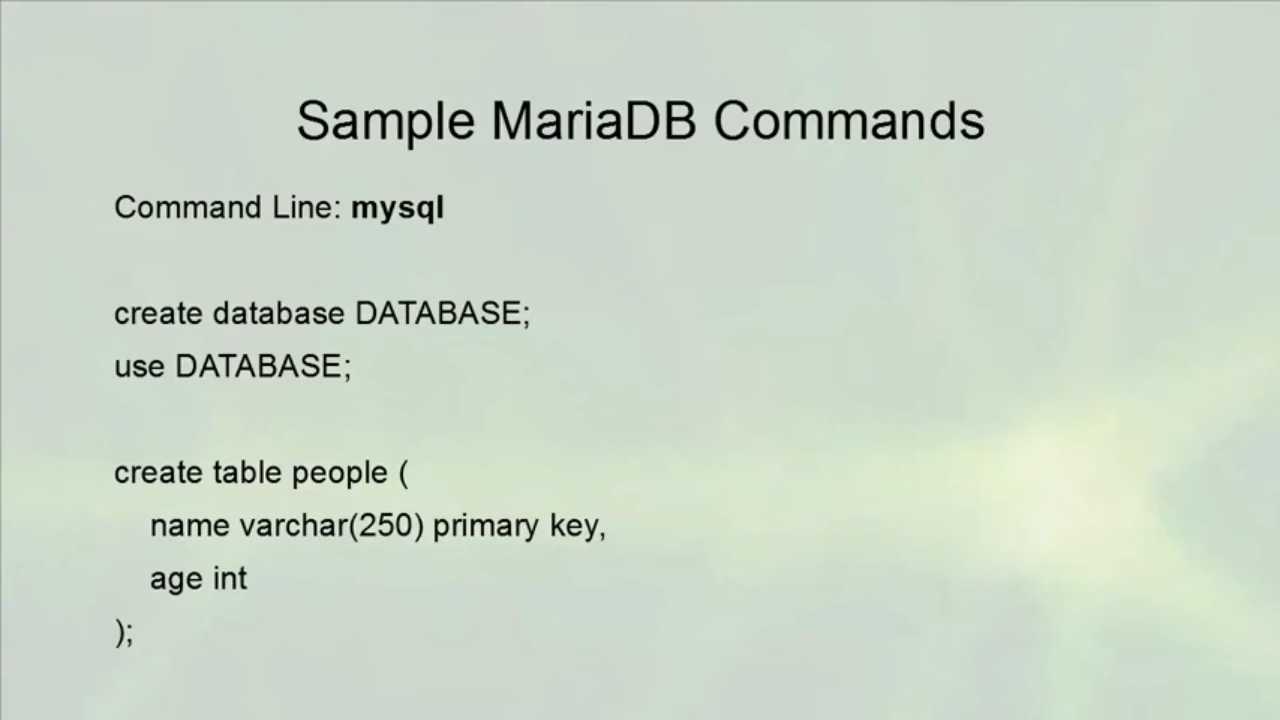 Sample MariaDB Commands
Command Line: mysql
create database DATABASE;
use DATABASE;
create table people (
name varchar(250) primary key,
age int
);